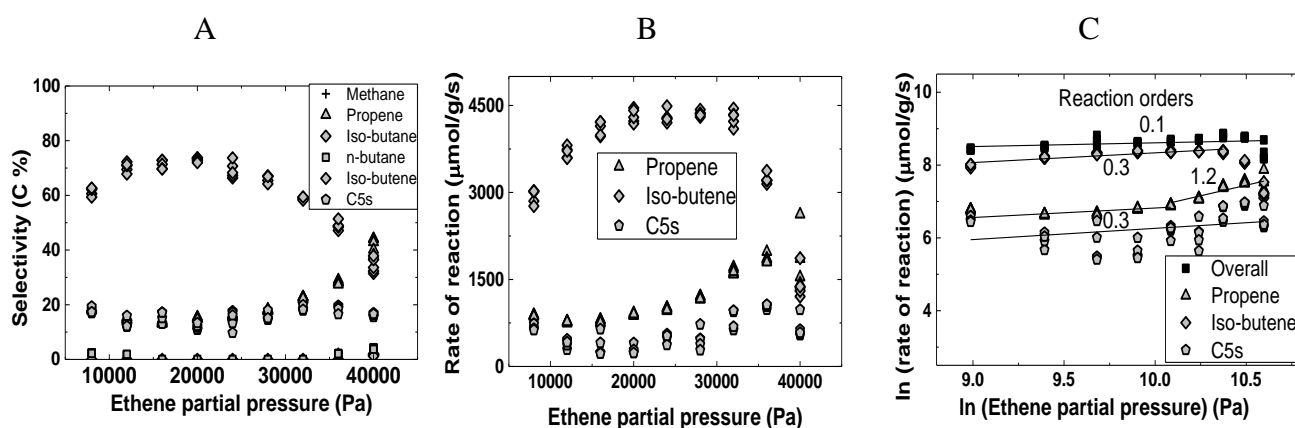 A
B
C
Selectivity (C %)
100
80
60
40
20
0
Methane
Propene
Iso-butane
n-butane
Iso-butene
C5s
10000 20000 30000 40000
Ethene partial pressure (Pa)
Rate of reaction (μmol/g/s)
4500
3000
1500
0
Propene
Iso-butene
C5s
10000 20000 30000 40000
Ethene partial pressure (Pa)
ln (rate of reaction) (μmol/g/s)
10
8
6
4
Reaction orders
0.1
0.3
1.2
0.3
Overall
Propene
Iso-butene
C5s
9.0 9.5 10.0 10.5
ln (Ethene partial pressure) (Pa)